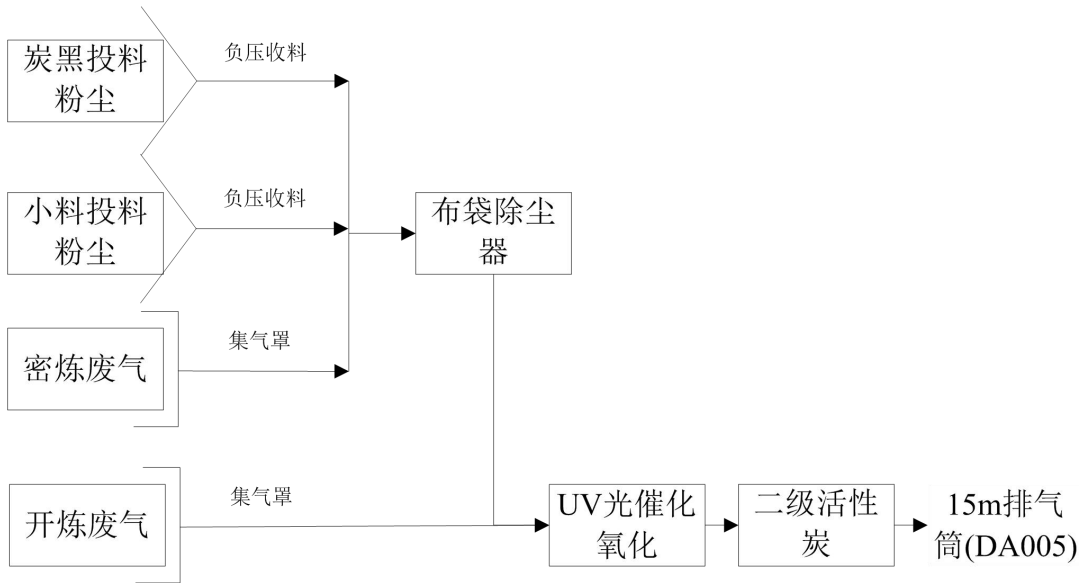 炭黑投料
粉尘
负压收料
小料投料
粉尘
负压收料
布袋除尘
器
密炼废气
集气罩
开炼废气
集气罩
UV光催化
氧化
二级活性
炭
15m排气
筒(DA005)